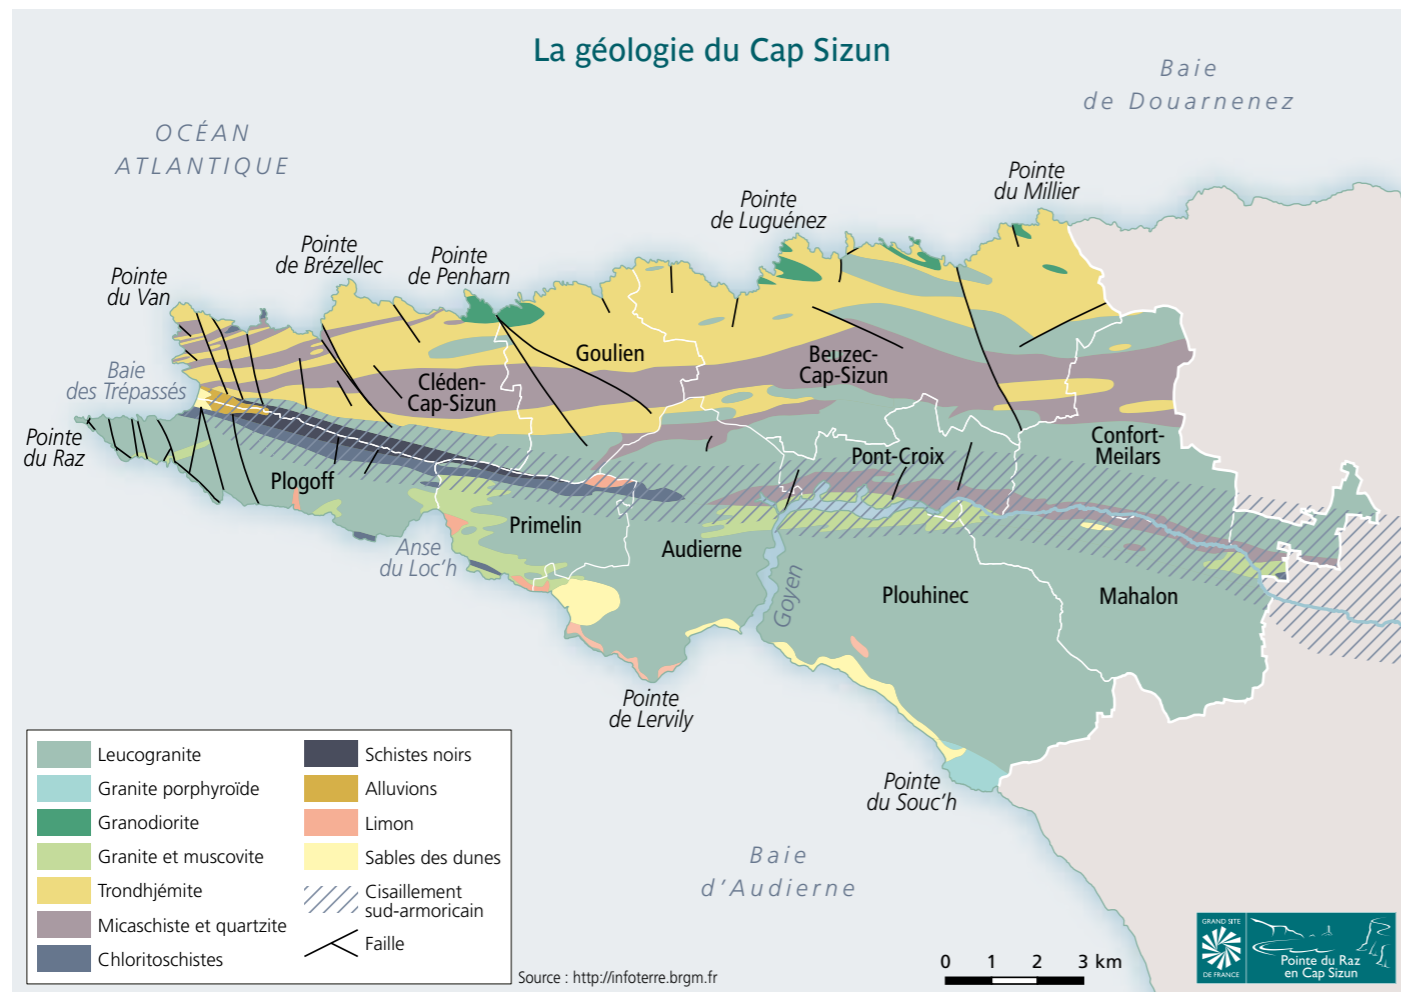 La géologie du Cap Sizun
Baie
de Douarnenez
OCÉAN
ATLANTIQUE
Pointe
du Millier
Pointe
de Luguénez
Pointe
de Brézellec
Pointe
de Penharn
Pointe
du Van
Goulien
Beuzec-
Cap-Sizun
Baie
des Trépassés
Cléden-
Cap-Sizun
Pointe
du Raz
Confort-
Meilars
Pont-Croix
Plogoff
Primelin
Audierne
Anse
du Loc'h
Goyen
Plouhinec
Mahalon
Pointe
de Lervily
Pointe
du Souc'h
Baie
d'Audierne
Leucogranite
Granite porphyroïde
Granodiorite
Granite et muscovite
Trondhjémite
Micaschiste et quartzite
Chloritoschistes
Schistes noirs
Alluvions
Limon
Sables des dunes
Cisaillement
sud-armoricain
Faille
Source : http://infoterre.brgm.fr
0 1 2 3 km
GRAND SITE
DE FRANCE
Pointe du Raz
en Cap Sizun